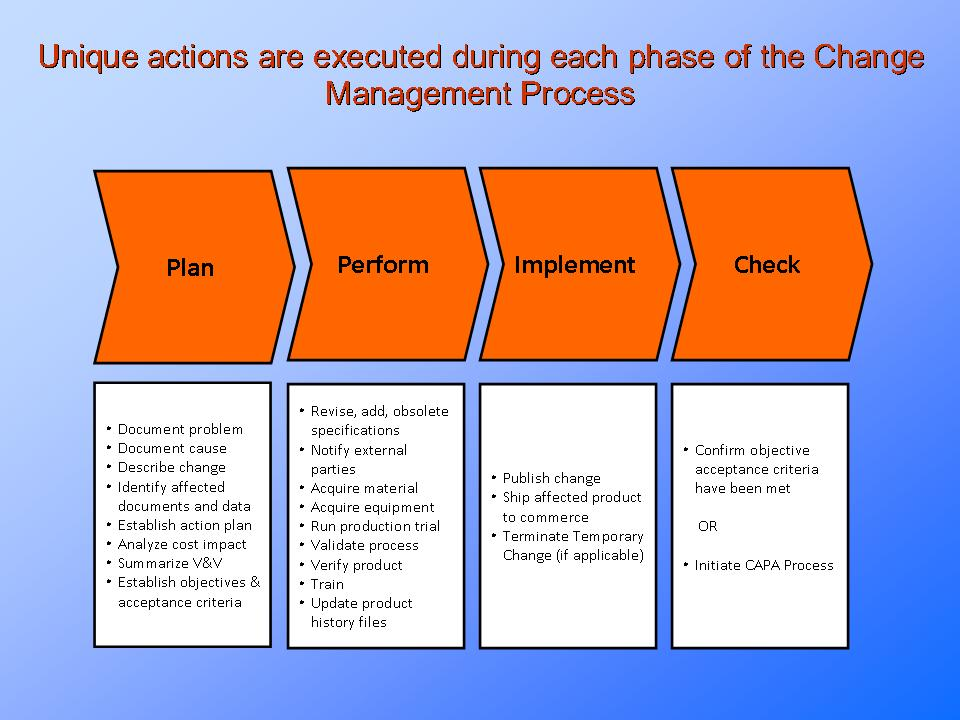 Unique actions are executed during each phase of the Change
Management Process
Plan
Perform
Implement
Check
• Document problem
• Document cause
• Describe change
• Identify affected
documents and data
• Establish action plan
• Analyze cost impact
• Summarize V&V
• Establish objectives &
acceptance criteria
• Revise, add, obsolete
specifications
• Notify external
parties
• Acquire material
• Acquire equipment
• Run production trial
• Validate process
• Verify product
• Train
• Update product
history files
• Publish change
• Ship affected product
to commerce
• Terminate Temporary
Change (if applicable)
• Confirm objective
acceptance criteria
have been met
OR
• Initiate CAPA Process